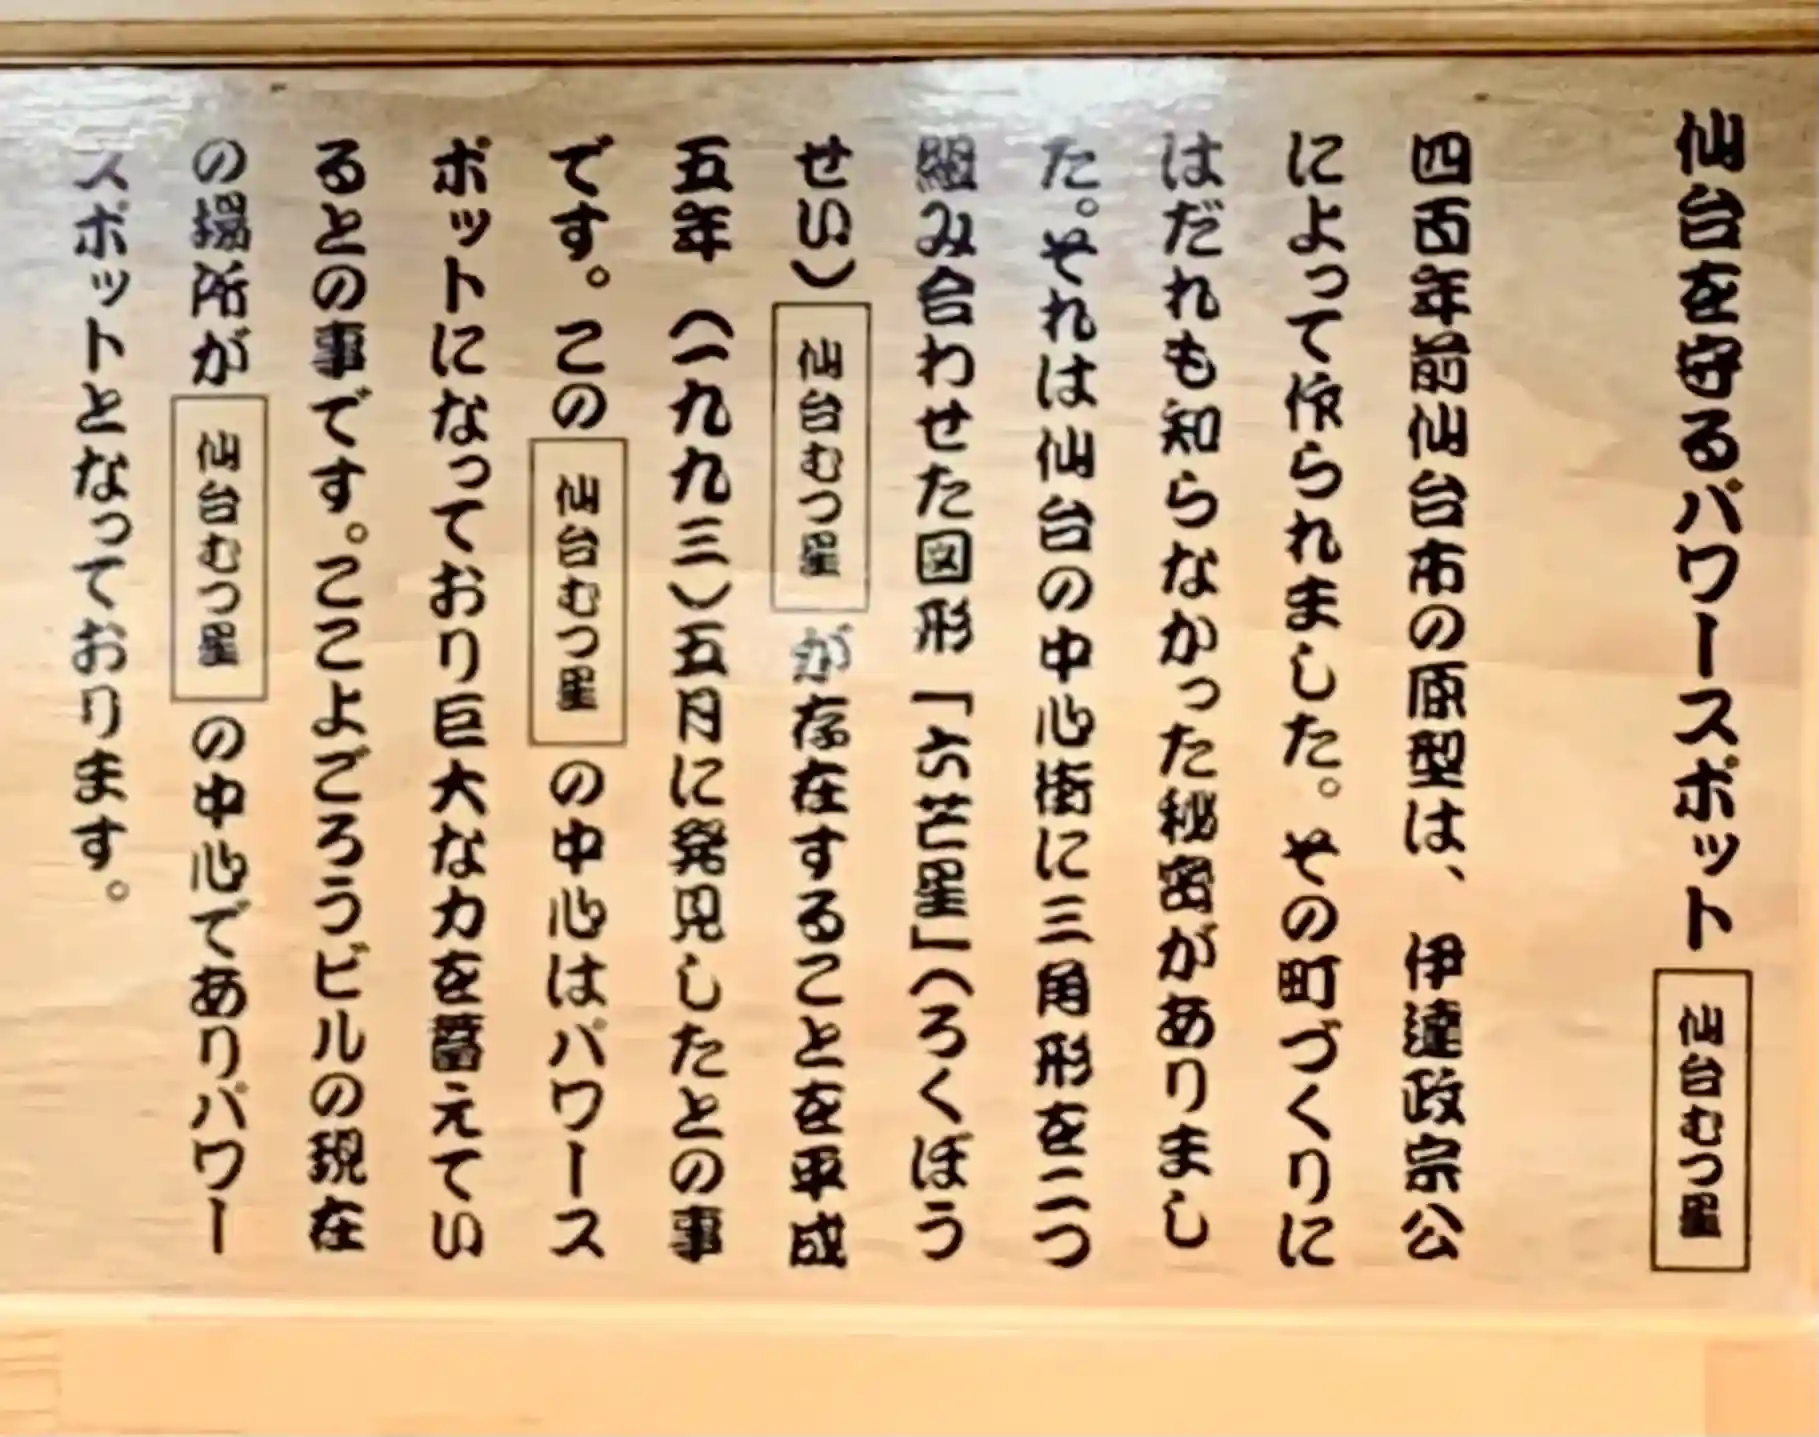 仙台を守るパワースポット 仙台むつ星
四百年前仙台市の原型は、伊達政宗公
によって作られました。その町づくりに
はだれも知らなかった秘密がありまし
た。それは仙台の中心街に三角形を二つ
組み合わせた図形「六芒星」(ろくぼう
せい)仙台むつ星が存在することを平成
五年(一九九三)五月に発見したとの事
です。この仙台むつ星の中心はパワース
ポットになっており巨大な力を蓄えてい
るとの事です。ここよごろうビルの現在
の場所が仙台むつ星の中心でありパワー
スポットとなっております。